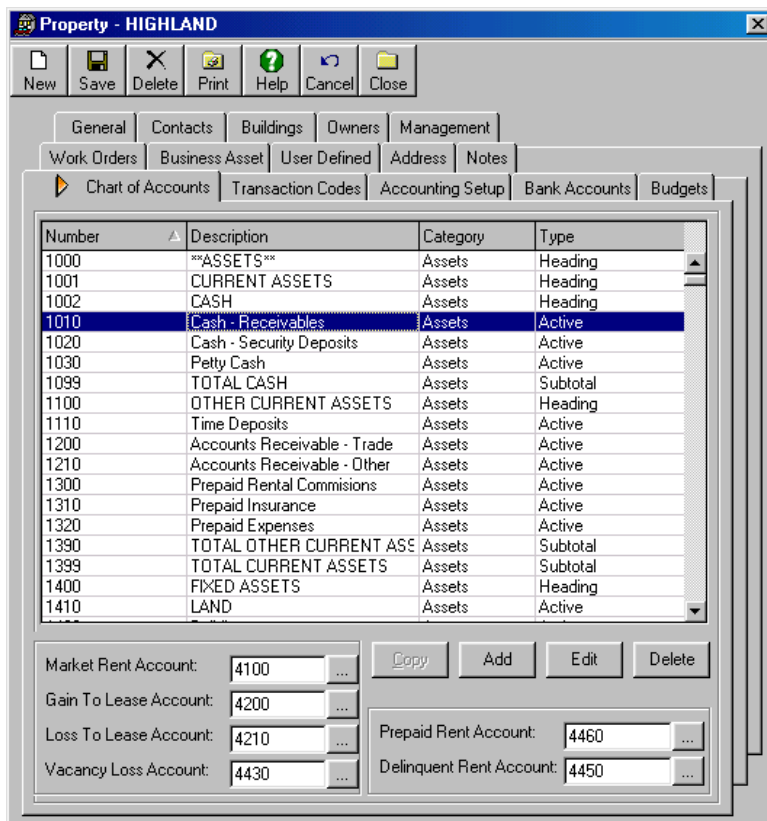 Property - HIGHLAND
New Save Delete Print Help Cancel Close
General Contacts Buildings Owners Management
Work Orders Business Asset User Defined Address Notes
Chart of Accounts Transaction Codes Accounting Setup Bank Accounts Budgets
Number Description Category Type
1000 **ASSETS** Assets Heading
1001 CURRENT ASSETS Assets Heading
1002 CASH Assets Heading
1010 Cash - Receivables Assets Active
1020 Cash - Security Deposits Assets Active
1030 Petty Cash Assets Active
1099 TOTAL CASH Assets Subtotal
1100 OTHER CURRENT ASSETS Assets Heading
1110 Time Deposits Assets Active
1200 Accounts Receivable - Trade Assets Active
1210 Accounts Receivable - Other Assets Active
1300 Prepaid Rental Commisions Assets Active
1310 Prepaid Insurance Assets Active
1320 Prepaid Expenses Assets Active
1390 TOTAL OTHER CURRENT ASS Assets Subtotal
1399 TOTAL CURRENT ASSETS Assets Subtotal
1400 FIXED ASSETS Assets Heading
1410 LAND Assets Active
Copy Add Edit Delete
Market Rent Account: 4100 ...
Gain To Lease Account: 4200 ...
Loss To Lease Account: 4210 ...
Vacancy Loss Account: 4430 ...
Prepaid Rent Account: 4460 ...
Delinquent Rent Account: 4450 ...